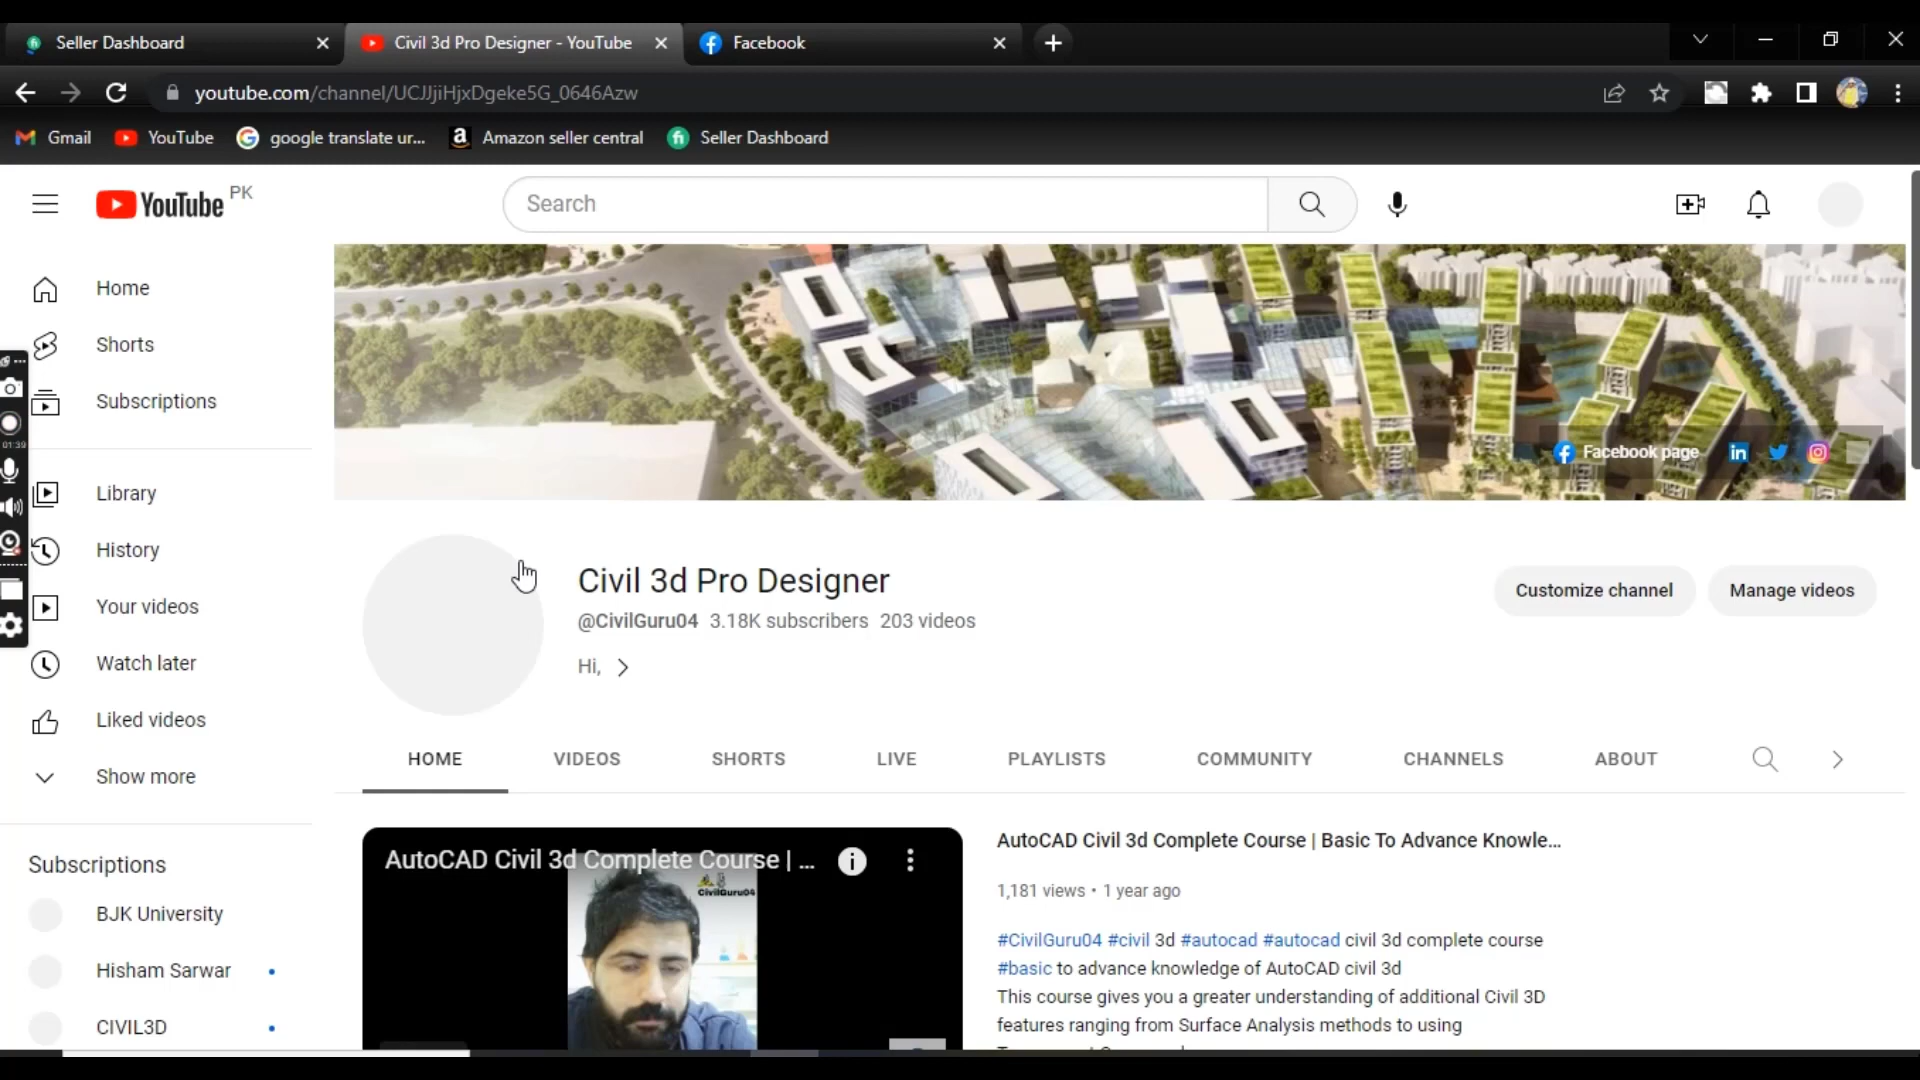 Seller Dashboard
Civil 3d Pro Designer - YouTube
Facebook
youtube.com/channel/UCJJjiHjxDgeke5G_0646Azw
Gmail
YouTube
google translate ur...
Amazon seller central
Seller Dashboard
YouTube PK
Search
Home
Shorts
Subscriptions
01:39
Library
History
Your videos
Watch later
Liked videos
Show more
Subscriptions
BJK University
Hisham Sarwar
CIVIL3D
Facebook page
Civil 3d Pro Designer
@CivilGuru04 3.18K subscribers 203 videos
Hi,
Customize channel
Manage videos
HOME
VIDEOS
SHORTS
LIVE
PLAYLISTS
COMMUNITY
CHANNELS
ABOUT
AutoCAD Civil 3d Complete Course | ...
CivilGuru04
AutoCAD Civil 3d Complete Course | Basic To Advance Knowle...
1,181 views • 1 year ago
#CivilGuru04 #civil 3d #autocad #autocad civil 3d complete course
#basic to advance knowledge of AutoCAD civil 3d
This course gives you a greater understanding of additional Civil 3D
features ranging from Surface Analysis methods to using